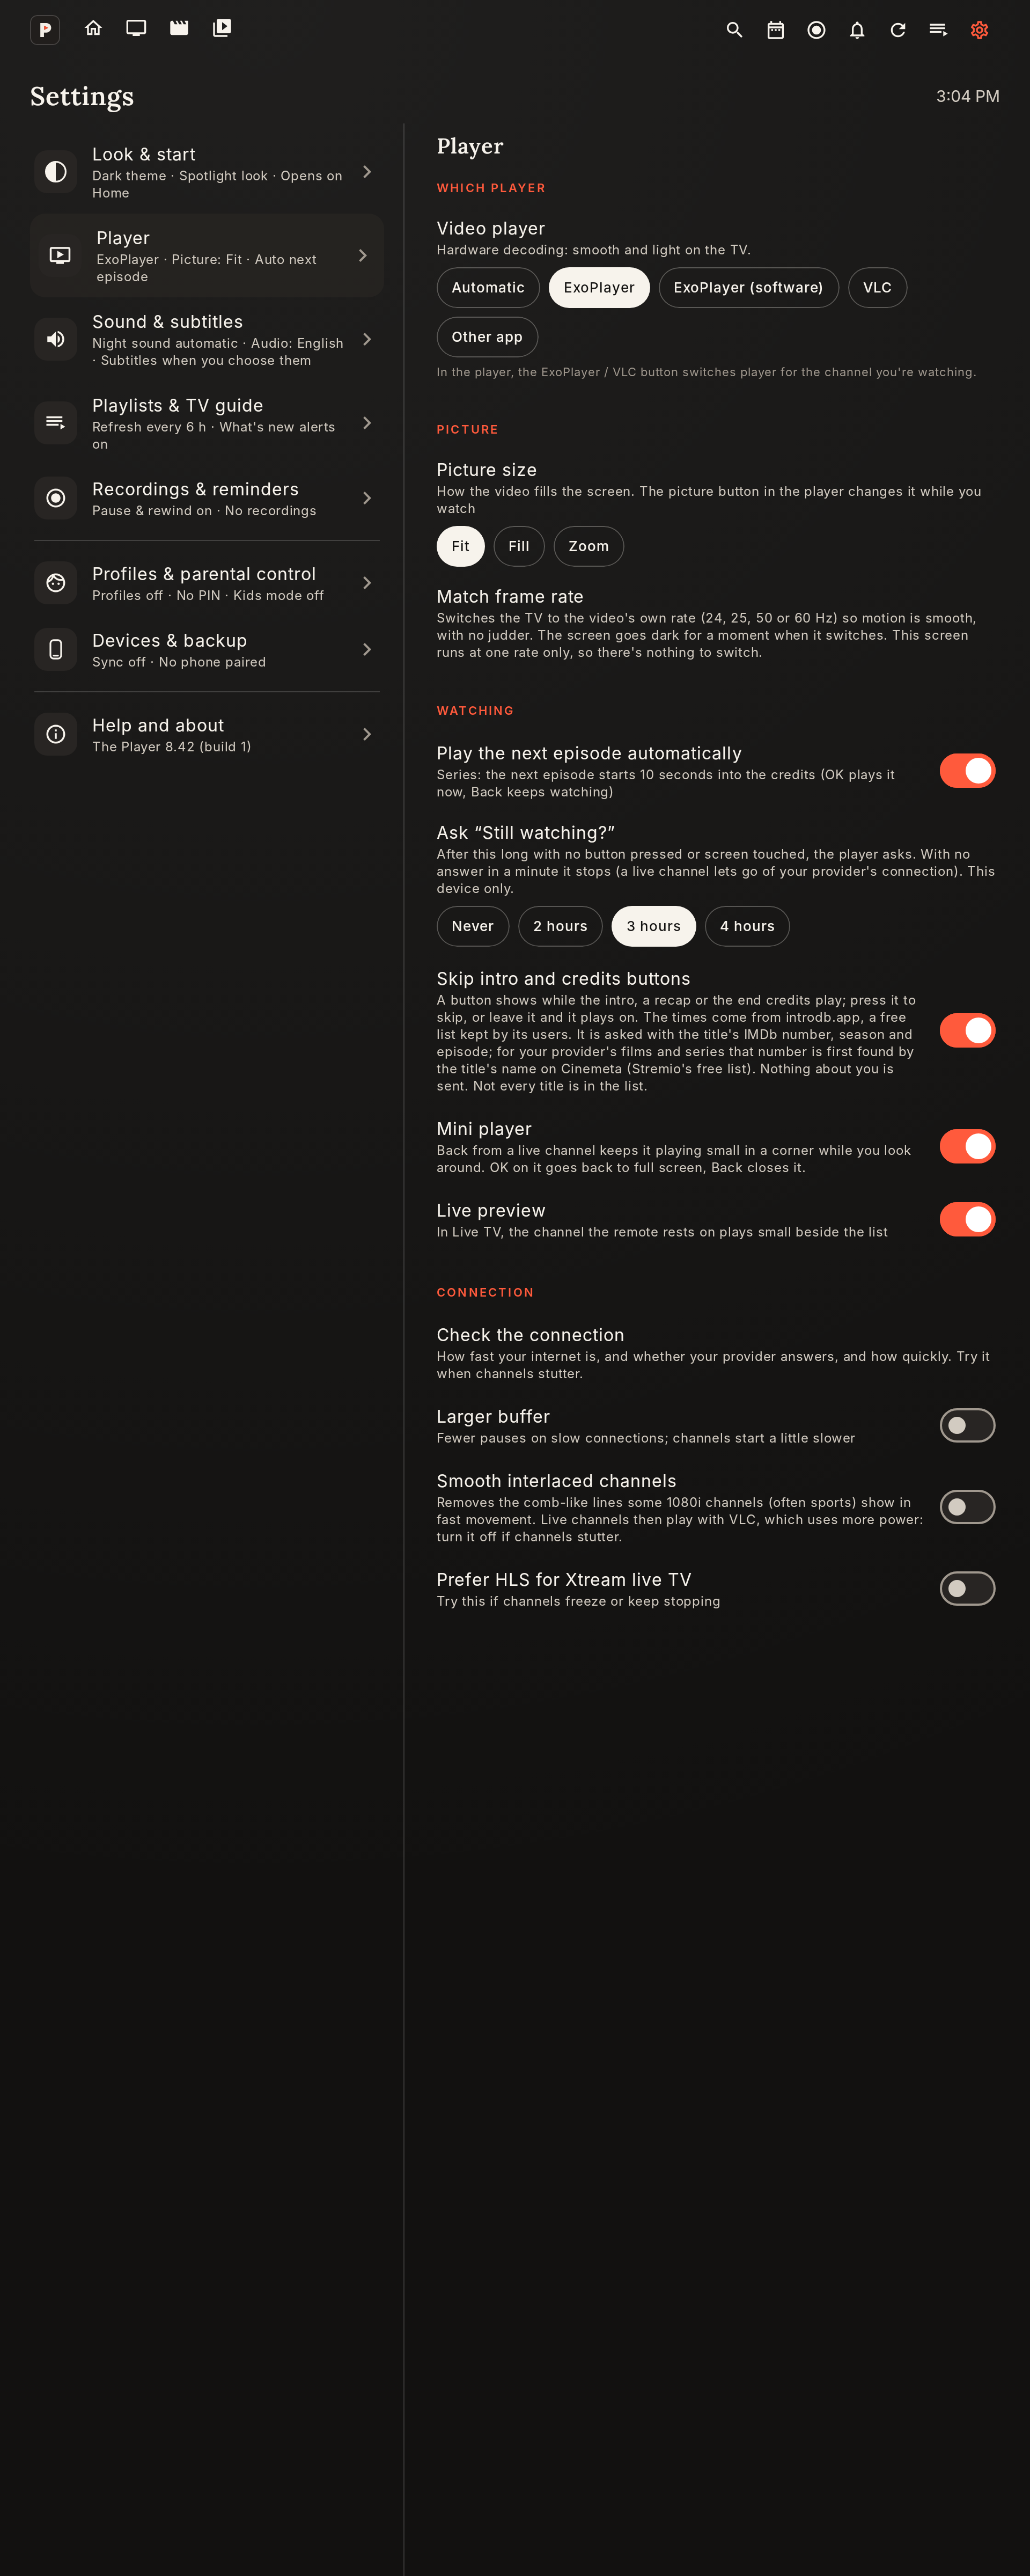 P
Settings
3:04 PM
Look & start
Dark theme · Spotlight look · Opens on
Home
Player
ExoPlayer · Picture: Fit · Auto next
episode
Sound & subtitles
Night sound automatic · Audio: English
· Subtitles when you choose them
Playlists & TV guide
Refresh every 6 h · What's new alerts
on
Recordings & reminders
Pause & rewind on · No recordings
Profiles & parental control
Profiles off · No PIN · Kids mode off
Devices & backup
Sync off · No phone paired
Help and about
The Player 8.42 (build 1)
Player
WHICH PLAYER
Video player
Hardware decoding: smooth and light on the TV.
Automatic
ExoPlayer
ExoPlayer (software)
VLC
Other app
In the player, the ExoPlayer / VLC button switches player for the channel you're watching.
PICTURE
Picture size
How the video fills the screen. The picture button in the player changes it while you
watch
Fit
Fill
Zoom
Match frame rate
Switches the TV to the video's own rate (24, 25, 50 or 60 Hz) so motion is smooth,
with no judder. The screen goes dark for a moment when it switches. This screen
runs at one rate only, so there's nothing to switch.
WATCHING
Play the next episode automatically
Series: the next episode starts 10 seconds into the credits (OK plays it
now, Back keeps watching)
Ask “Still watching?”
After this long with no button pressed or screen touched, the player asks. With no
answer in a minute it stops (a live channel lets go of your provider's connection). This
device only.
Never
2 hours
3 hours
4 hours
Skip intro and credits buttons
A button shows while the intro, a recap or the end credits play; press it to
skip, or leave it and it plays on. The times come from introdb.app, a free
list kept by its users. It is asked with the title's IMDb number, season and
episode; for your provider's films and series that number is first found by
the title's name on Cinemeta (Stremio's free list). Nothing about you is
sent. Not every title is in the list.
Mini player
Back from a live channel keeps it playing small in a corner while you look
around. OK on it goes back to full screen, Back closes it.
Live preview
In Live TV, the channel the remote rests on plays small beside the list
CONNECTION
Check the connection
How fast your internet is, and whether your provider answers, and how quickly. Try it
when channels stutter.
Larger buffer
Fewer pauses on slow connections; channels start a little slower
Smooth interlaced channels
Removes the comb-like lines some 1080i channels (often sports) show in
fast movement. Live channels then play with VLC, which uses more power:
turn it off if channels stutter.
Prefer HLS for Xtream live TV
Try this if channels freeze or keep stopping